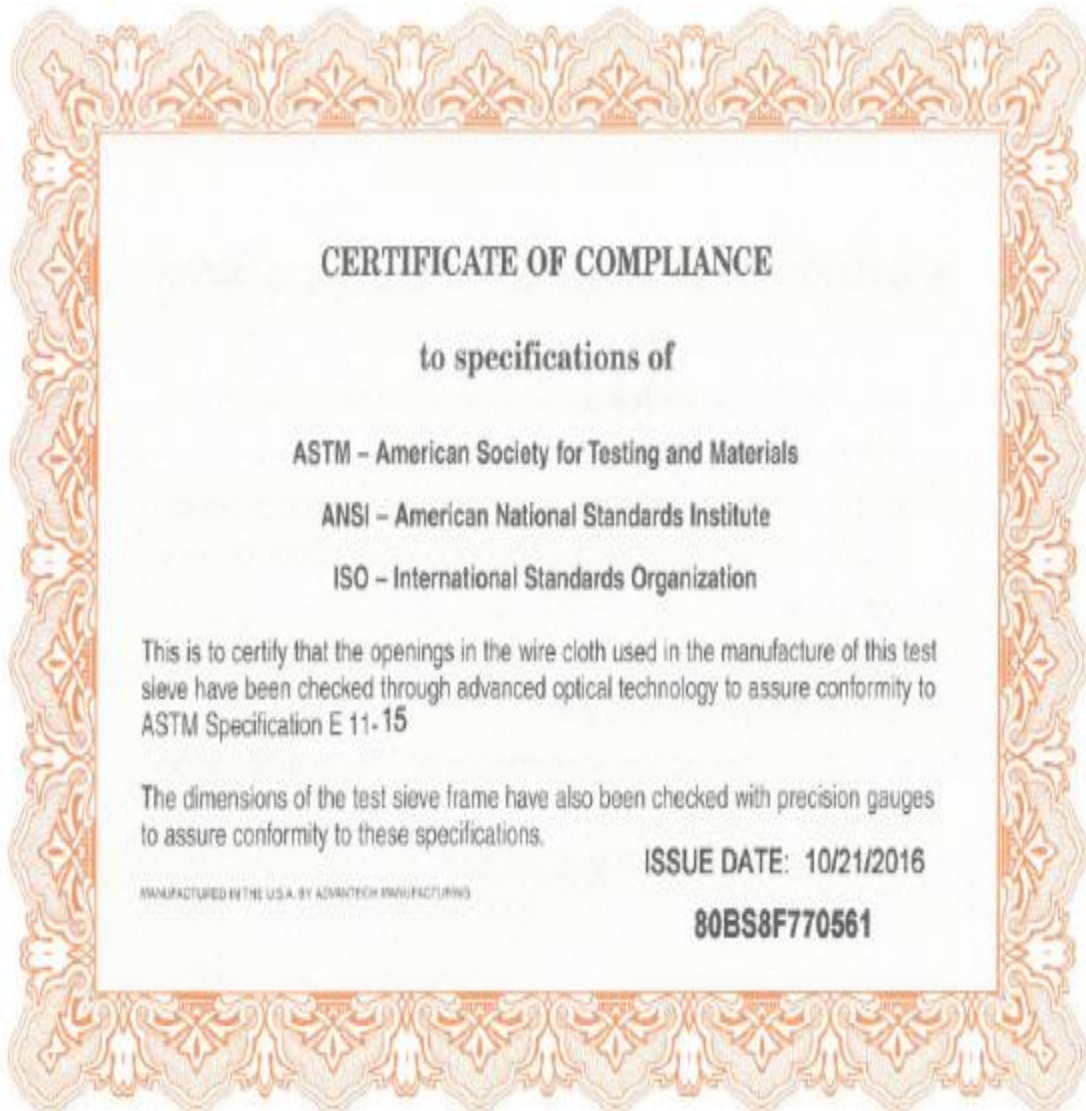 CERTIFICATE OF COMPLIANCE
to specifications of
ASTM – American Society for Testing and Materials
ANSI – American National Standards Institute
ISO – International Standards Organization
This is to certify that the openings in the wire cloth used in the manufacture of this test
sieve have been checked through advanced optical technology to assure conformity to
ASTM Specification E 11-15
The dimensions of the test sieve frame have also been checked with precision gauges
to assure conformity to these specifications.
ISSUE DATE: 10/21/2016
MANUFACTURED IN THE U.S.A. BY ADVANTECH MANUFACTURING
80BS8F770561